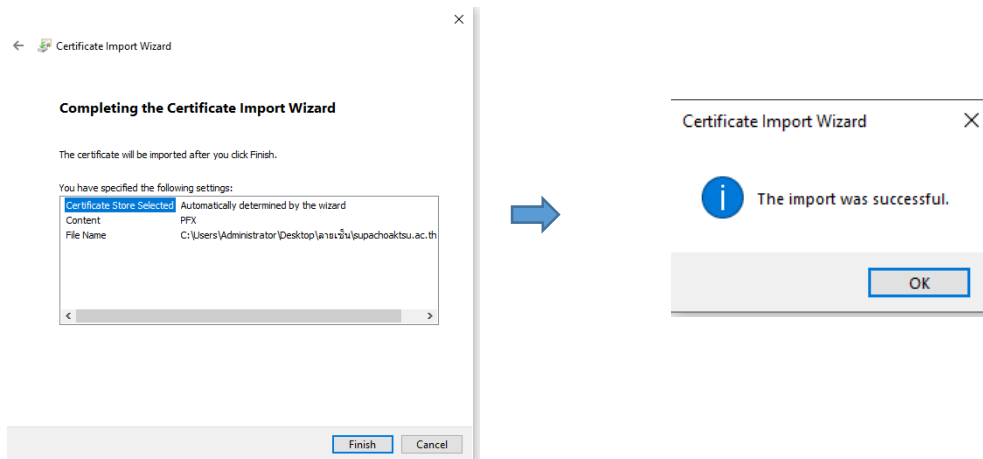 Certificate Import Wizard
Completing the Certificate Import Wizard
The certificate will be imported after you click Finish.
You have specified the following settings:
Certificate Store Selected Automatically determined by the wizard
Content PFX
File Name C:\Users\Administrator\Desktop\ลายเซ็น\supachoaktsu.ac.th
Finish Cancel
Certificate Import Wizard
The import was successful.
OK